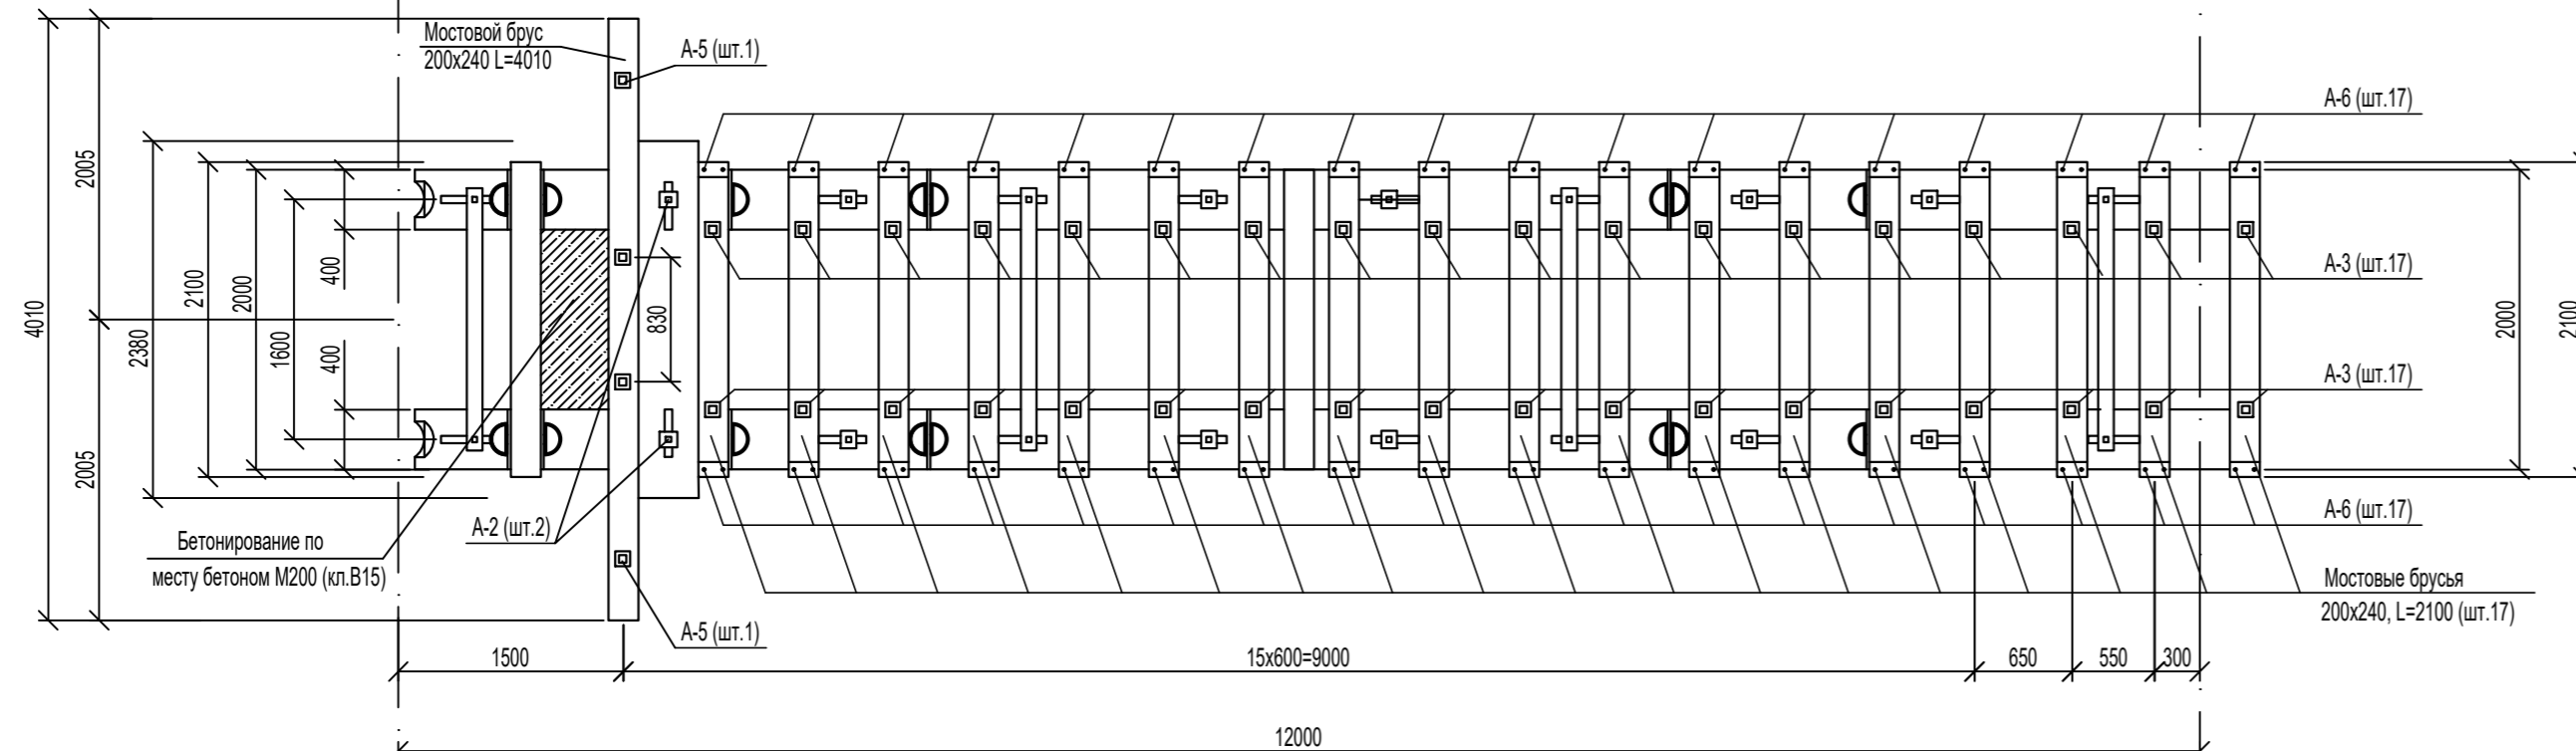 Мостовой брус
200х240 L=4010
А-5 (шт.1)
А-6 (шт.17)
А-3 (шт.17)
А-3 (шт.17)
А-6 (шт.17)
Мостовые брусья
200х240, L=2100 (шт.17)
А-2 (шт.2)
Бетонирование по
месту бетоном М200 (кл.В15)
А-5 (шт.1)
4010
2005
2005
2380
2100
2000
1600
400
400
830
2000
2100
1500
15х600=9000
650
550
300
12000